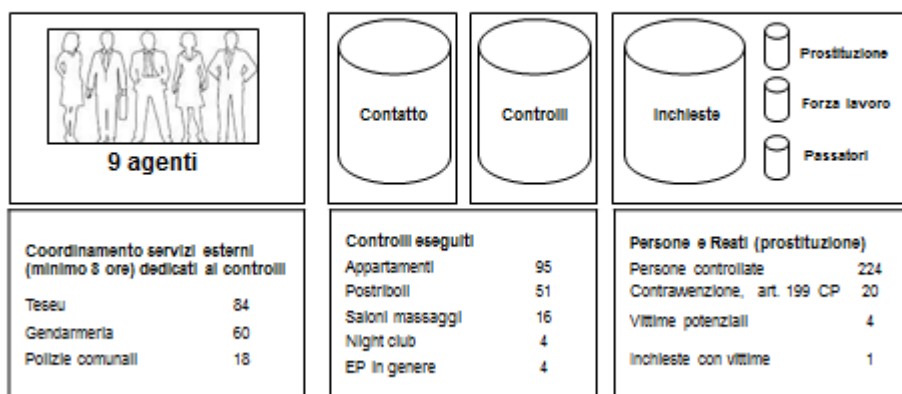 9 agenti
Contatto
Controlli
Inchieste
Prostituzione
Forza lavoro
Passatori
Coordinamento servizi esterni
(minimo 8 ore) dedicati ai controlli
Teseu 84
Gendarmeria 60
Polizie comunali 18
Controlli eseguiti
Appartamenti 95
Postriboli 51
Saloni massaggi 16
Night club 4
EP in genere 4
Persone e Reati (prostituzione)
Persone controllate 224
Contravvenzione, art. 199 CP 20
Vittime potenziali 4
Inchieste con vittime 1